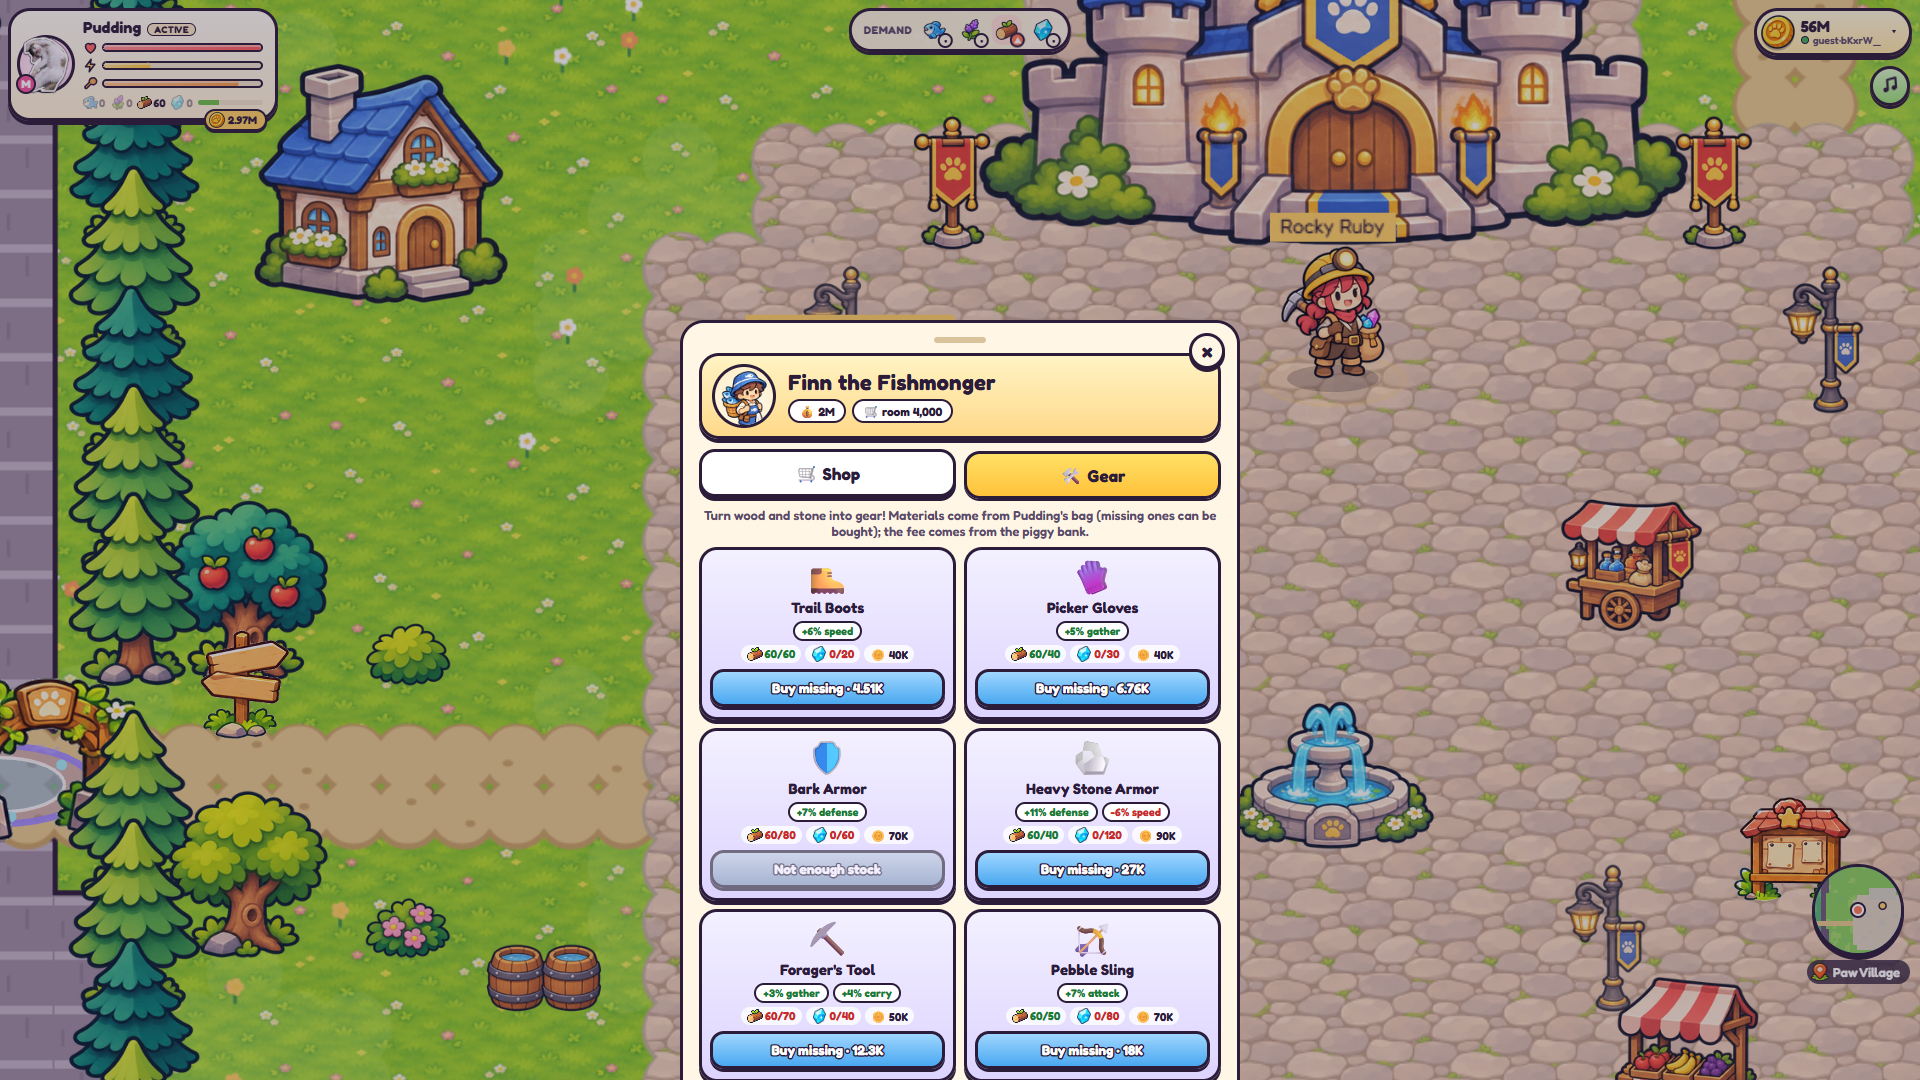 Pudding ACTIVE
0 0 60 0
2.97M
DEMAND
56M
guest-bKxrW_
Rocky Ruby
Finn the Fishmonger
2M room 4,000
Shop
Gear
Turn wood and stone into gear! Materials come from Pudding's bag (missing ones can be
bought); the fee comes from the piggy bank.
Trail Boots
+6% speed
60/60 0/20 40K
Buy missing · 4.51K
Picker Gloves
+5% gather
60/40 0/30 40K
Buy missing · 6.76K
Bark Armor
+7% defense
60/80 0/60 70K
Not enough stock
Heavy Stone Armor
+11% defense -6% speed
60/40 0/120 90K
Buy missing · 27K
Forager's Tool
+3% gather +4% carry
60/70 0/40 50K
Buy missing · 12.3K
Pebble Sling
+7% attack
60/50 0/80 70K
Buy missing · 18K
Paw Village
M